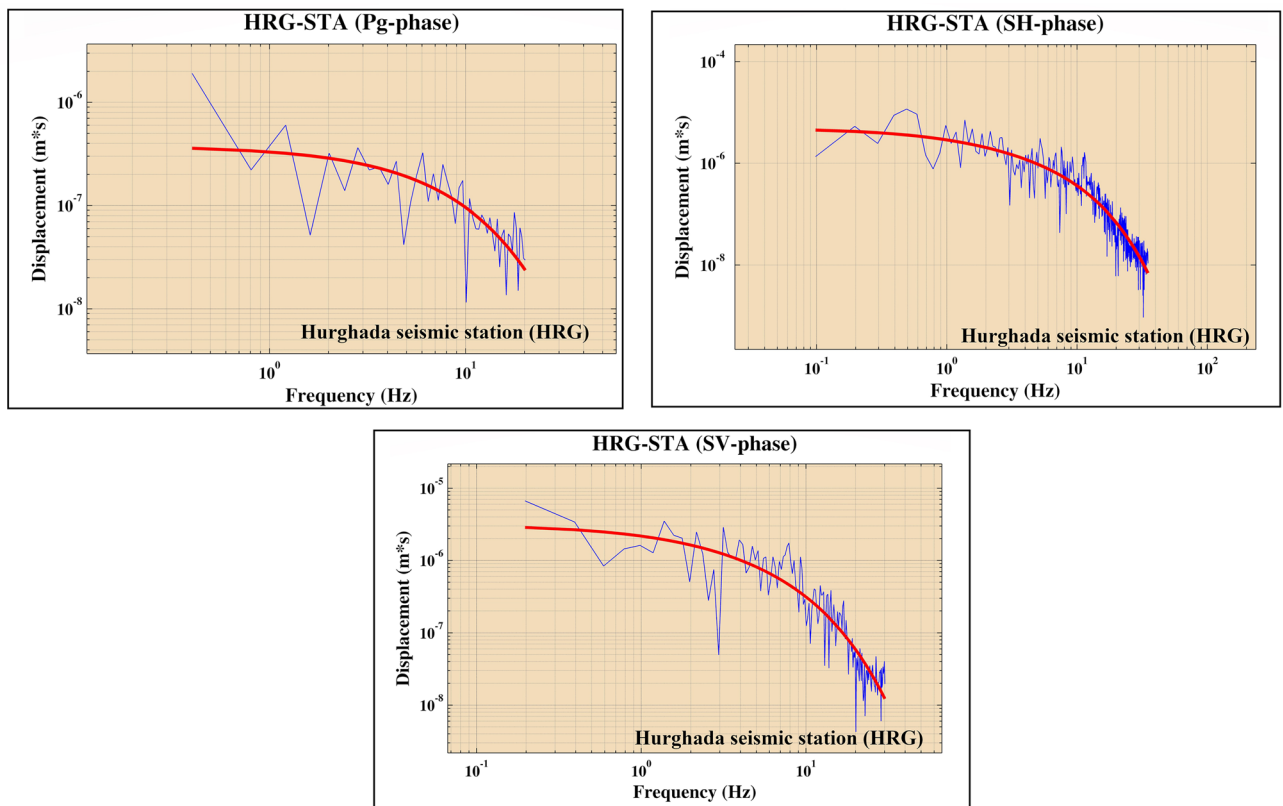 HRG-STA (Pg-phase)
Displacement (m*s)
10^-6
10^-7
10^-8
Hurghada seismic station (HRG)
10^0
10^1
Frequency (Hz)
HRG-STA (SH-phase)
Displacement (m*s)
10^-4
10^-6
10^-8
Hurghada seismic station (HRG)
10^-1
10^0
10^1
10^2
Frequency (Hz)
HRG-STA (SV-phase)
Displacement (m*s)
10^-5
10^-6
10^-7
10^-8
Hurghada seismic station (HRG)
10^-1
10^0
10^1
Frequency (Hz)